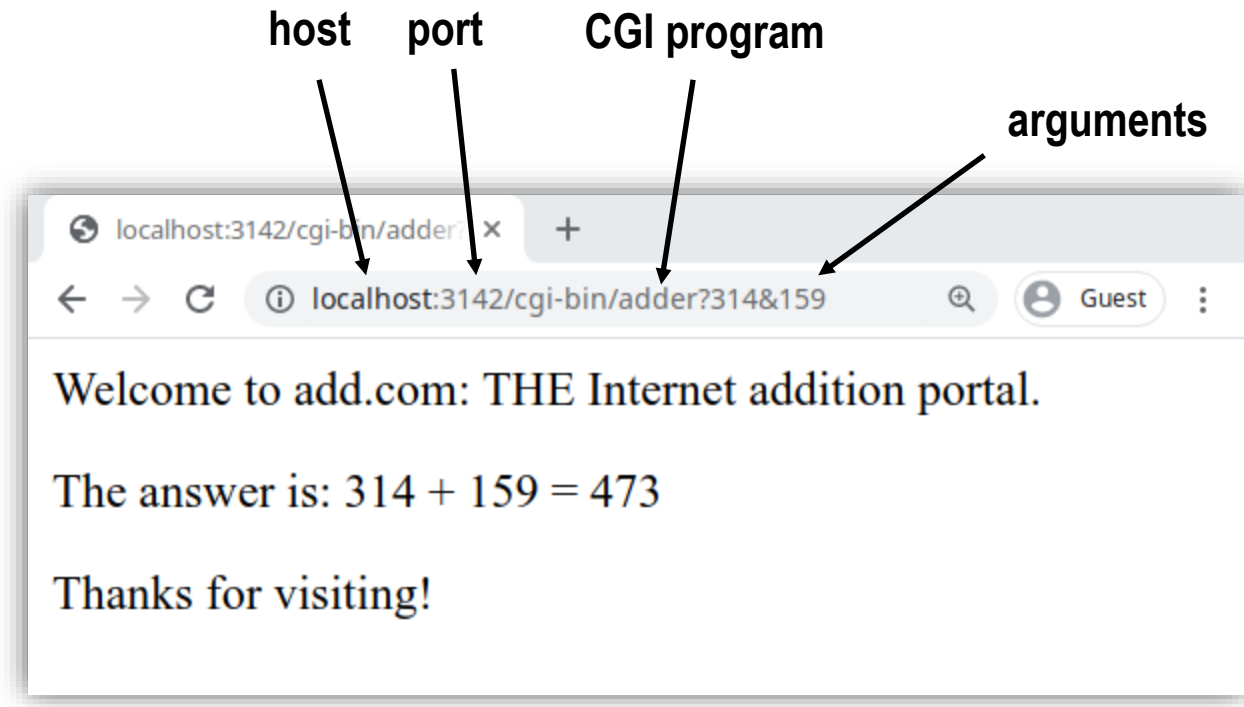 host port CGI program
arguments
localhost:3142/cgi-bin/adder?
localhost:3142/cgi-bin/adder?314&159 Guest
Welcome to add.com: THE Internet addition portal.
The answer is: 314 + 159 = 473
Thanks for visiting!